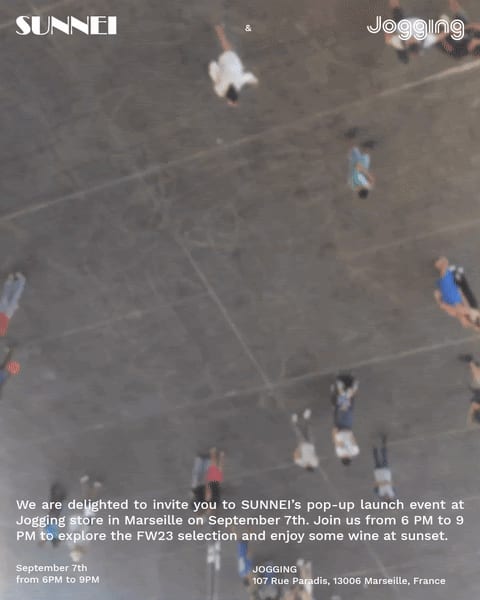 SUNNEI & Jogging
We are delighted to invite you to SUNNEI's pop-up launch event at
Jogging store in Marseille on September 7th. Join us from 6 PM to 9
PM to explore the FW23 selection and enjoy some wine at sunset.
September 7th
from 6PM to 9PM
JOGGING
107 Rue Paradis, 13006 Marseille, France